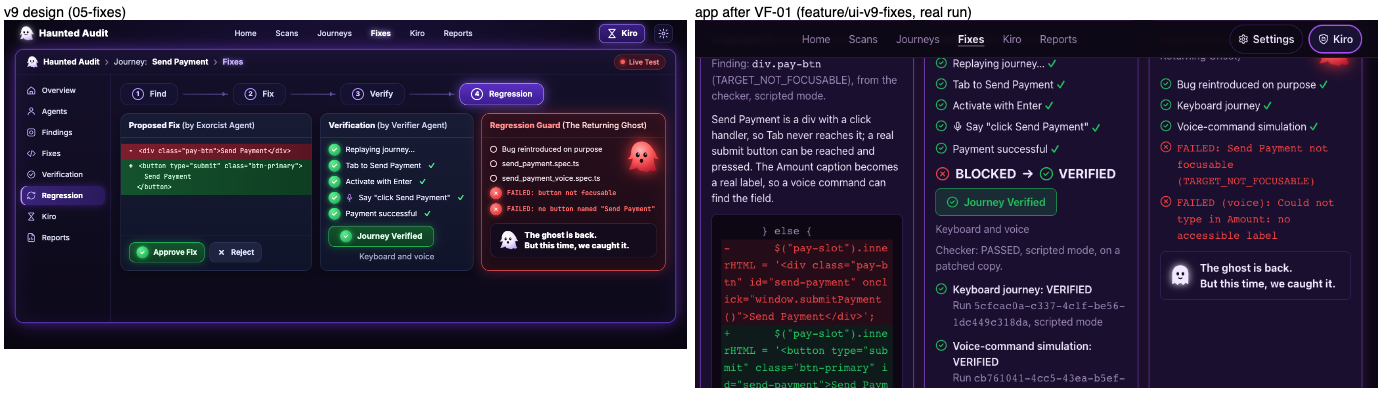 v9 design (05-fixes)
Haunted Audit
Home Scans Journeys Fixes Kiro Reports
Kiro
Haunted Audit > Journey: Send Payment > Fixes
Live Test
Overview
Agents
Findings
Fixes
Verification
Regression
Kiro
Reports
1 Find
2 Fix
3 Verify
4 Regression
Proposed Fix (by Exorcist Agent)
- <div class="pay-btn">Send Payment</div>
+ <button type="submit" class="btn-primary">
Send Payment
</button>
Approve Fix
Reject
Verification (by Verifier Agent)
Replaying journey...
Tab to Send Payment
Activate with Enter
Say "click Send Payment"
Payment successful
Journey Verified
Keyboard and voice
Regression Guard (The Returning Ghost)
Bug reintroduced on purpose
send_payment.spec.ts
send_payment_voice.spec.ts
FAILED: button not focusable
FAILED: no button named "Send Payment"
The ghost is back.
But this time, we caught it.
app after VF-01 (feature/ui-v9-fixes, real run)
Home Scans Journeys Fixes Kiro Reports
Settings
Kiro
Finding: div.pay-btn
(TARGET_NOT_FOCUSABLE), from the
checker, scripted mode.
Send Payment is a div with a click
handler, so Tab never reaches it; a real
submit button can be reached and
pressed. The Amount caption becomes
a real label, so a voice command can
find the field.
} else {
- $("pay-slot").inne
rHTML = '<div class="pay-b
tn" id="send-payment" oncl
ick="window.submitPayment
()">Send Payment</div>';
+ $("pay-slot").inne
rHTML = '<button type="sub
mit" class="btn-primary" i
d="send-payment">Send Paym
Replaying journey...
Tab to Send Payment
Activate with Enter
Say "click Send Payment"
Payment successful
BLOCKED → VERIFIED
Journey Verified
Keyboard and voice
Checker: PASSED, scripted mode, on a
patched copy.
Keyboard journey: VERIFIED
Run 5cfcac0a-c337-4c1f-be56-
1dc449c318da, scripted mode
Voice-command simulation:
VERIFIED
Run cb761041-4cc5-43ea-b5ef-
Returning Ghost)
Bug reintroduced on purpose
Keyboard journey
Voice-command simulation
FAILED: Send Payment not
focusable
(TARGET_NOT_FOCUSABLE)
FAILED (voice): Could not
type in Amount: no
accessible label
The ghost is back.
But this time, we caught it.